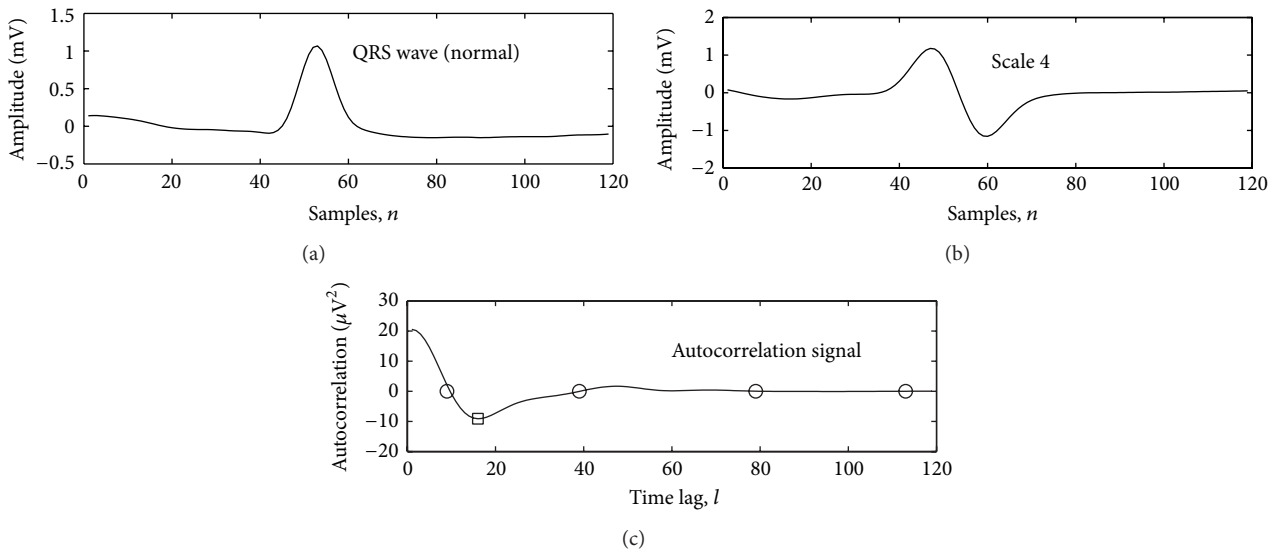 1.5
1
0.5
0
−0.5
Amplitude (mV)
QRS wave (normal)
0 20 40 60 80 100 120
Samples, n
(a)
2
1
0
−1
−2
Amplitude (mV)
Scale 4
0 20 40 60 80 100 120
Samples, n
(b)
30
20
10
0
−10
−20
Autocorrelation (μV²)
Autocorrelation signal
0 20 40 60 80 100 120
Time lag, l
(c)